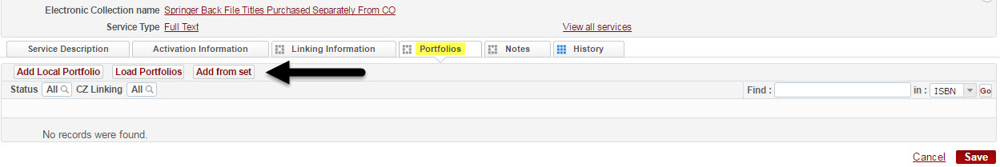 Electronic Collection name Springer Back File Titles Purchased Separately From CO
Service Type Full Text View all services
Service Description Activation Information Linking Information Portfolios Notes History
Add Local Portfolio Load Portfolios Add from set
Status All CZ Linking All Find : in : ISBN Go
No records were found.
Cancel Save